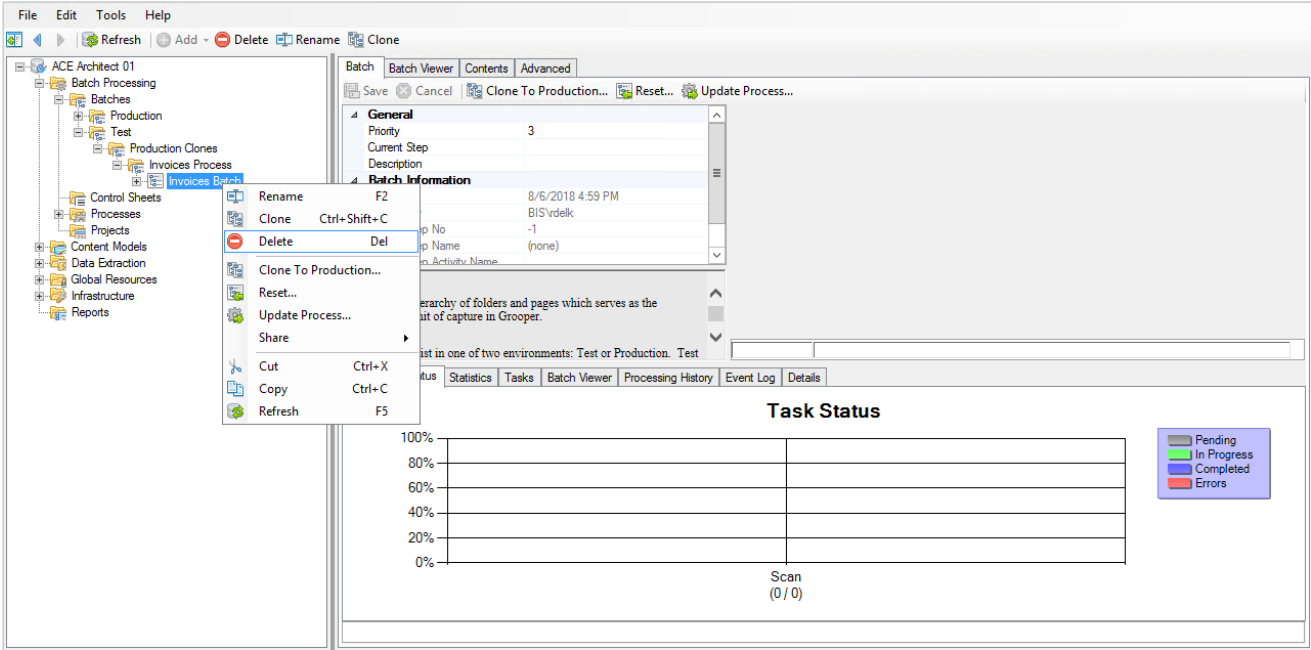 File Edit Tools Help
Refresh Add Delete Rename Clone
ACE Architect 01
Batch Processing
Batches
Production
Test
Production Clones
Invoices Process
Invoices Batch
Control Sheets
Processes
Projects
Content Models
Data Extraction
Global Resources
Infrastructure
Reports
Rename F2
Clone Ctrl+Shift+C
Delete Del
Clone To Production...
Reset...
Update Process...
Share
Cut Ctrl+X
Copy Ctrl+C
Refresh F5
Batch Batch Viewer Contents Advanced
Save Cancel Clone To Production... Reset... Update Process...
General
Priority 3
Current Step
Description
Batch Information
8/6/2018 4:59 PM
BIS\rdelk
No -1
Name (none)
Activity Name
of folders and pages which serves as the
of capture in Grooper.
in one of two environments: Test or Production. Test
Statistics Tasks Batch Viewer Processing History Event Log Details
Task Status
100%
80%
60%
40%
20%
0%
Scan
(0 / 0)
Pending
In Progress
Completed
Errors